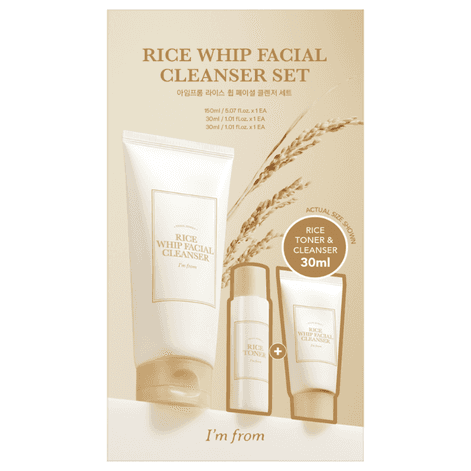 RICE WHIP FACIAL
CLEANSER SET
아임프롬 라이스 휩 페이셜 클렌저 세트
150ml / 5.07 fl.oz. x 1 EA
30ml / 1.01 fl.oz. x 1 EA
30ml / 1.01 fl.oz. x 1 EA
ACTUAL SIZE SHOWN
RICE
TONER &
CLEANSER
30ml
RICE
WHIP FACIAL
CLEANSER
I'm from
RICE
TONER
+
RICE
WHIP FACIAL
CLEANSER
I'm from